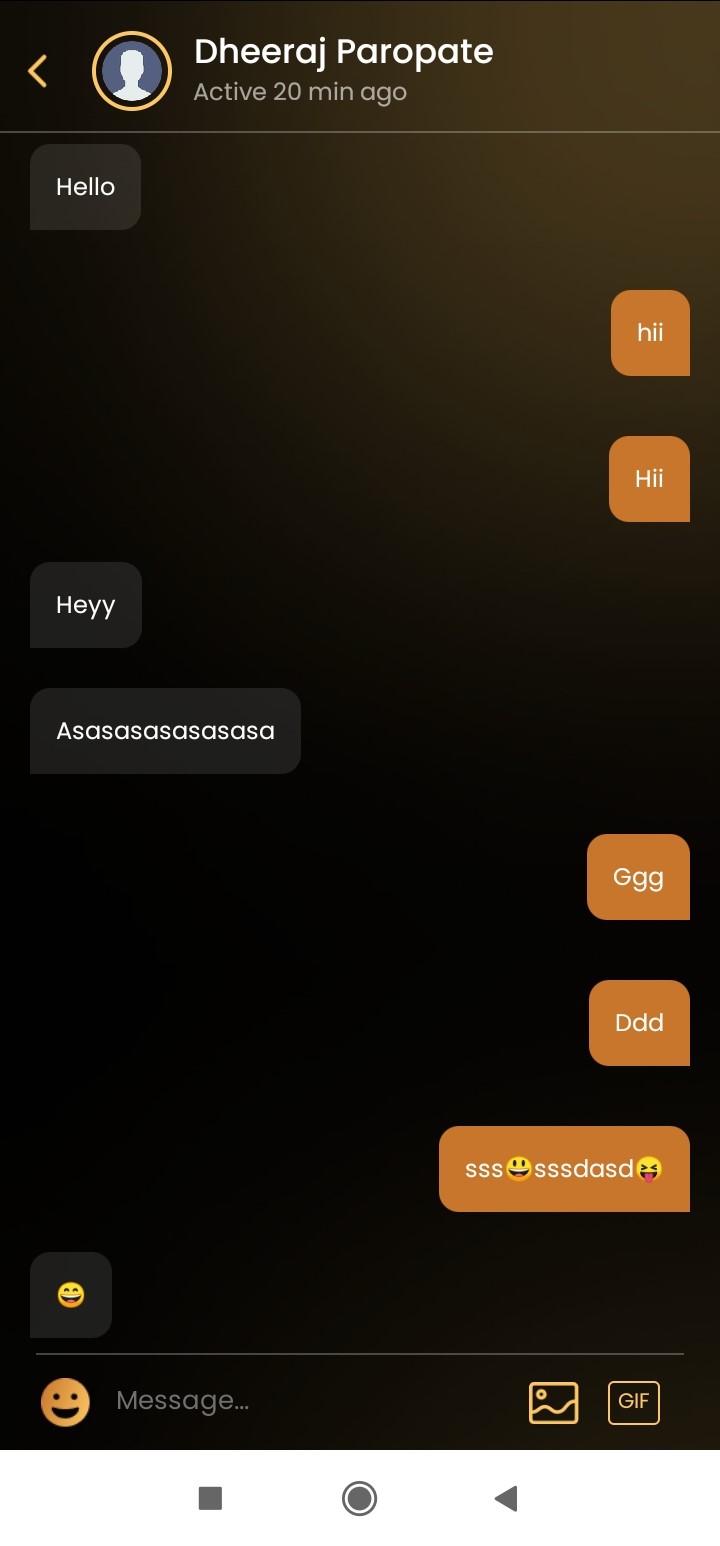 Dheeraj Paropate
Active 20 min ago
Hello
hii
Hii
Heyy
Asasasasasasasa
Ggg
Ddd
sss😃sssdasd😝
😄
Message...
GIF